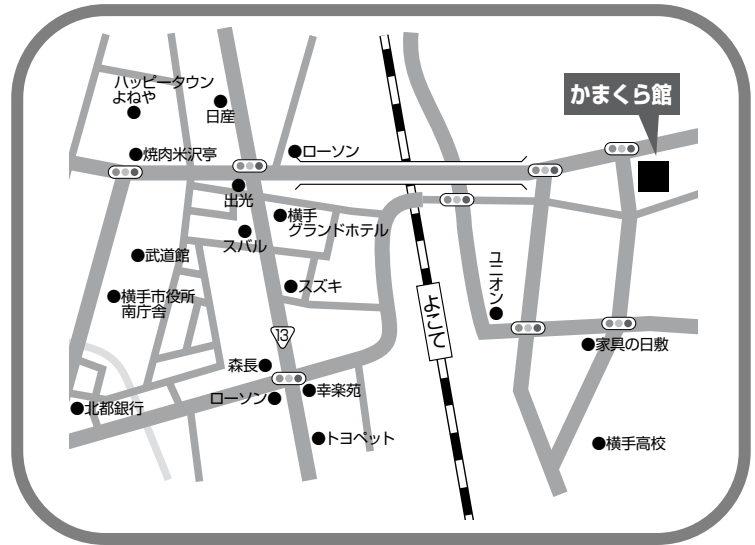 ハッピータウン
よねや
日産
かまくら館
焼肉米沢亭
ローソン
出光
横手
グランドホテル
スバル
武道館
ユニオン
スズキ
横手市役所
南庁舎
よこて
13
家具の日敷
森長
ローソン
幸楽苑
北都銀行
トヨペット
横手高校